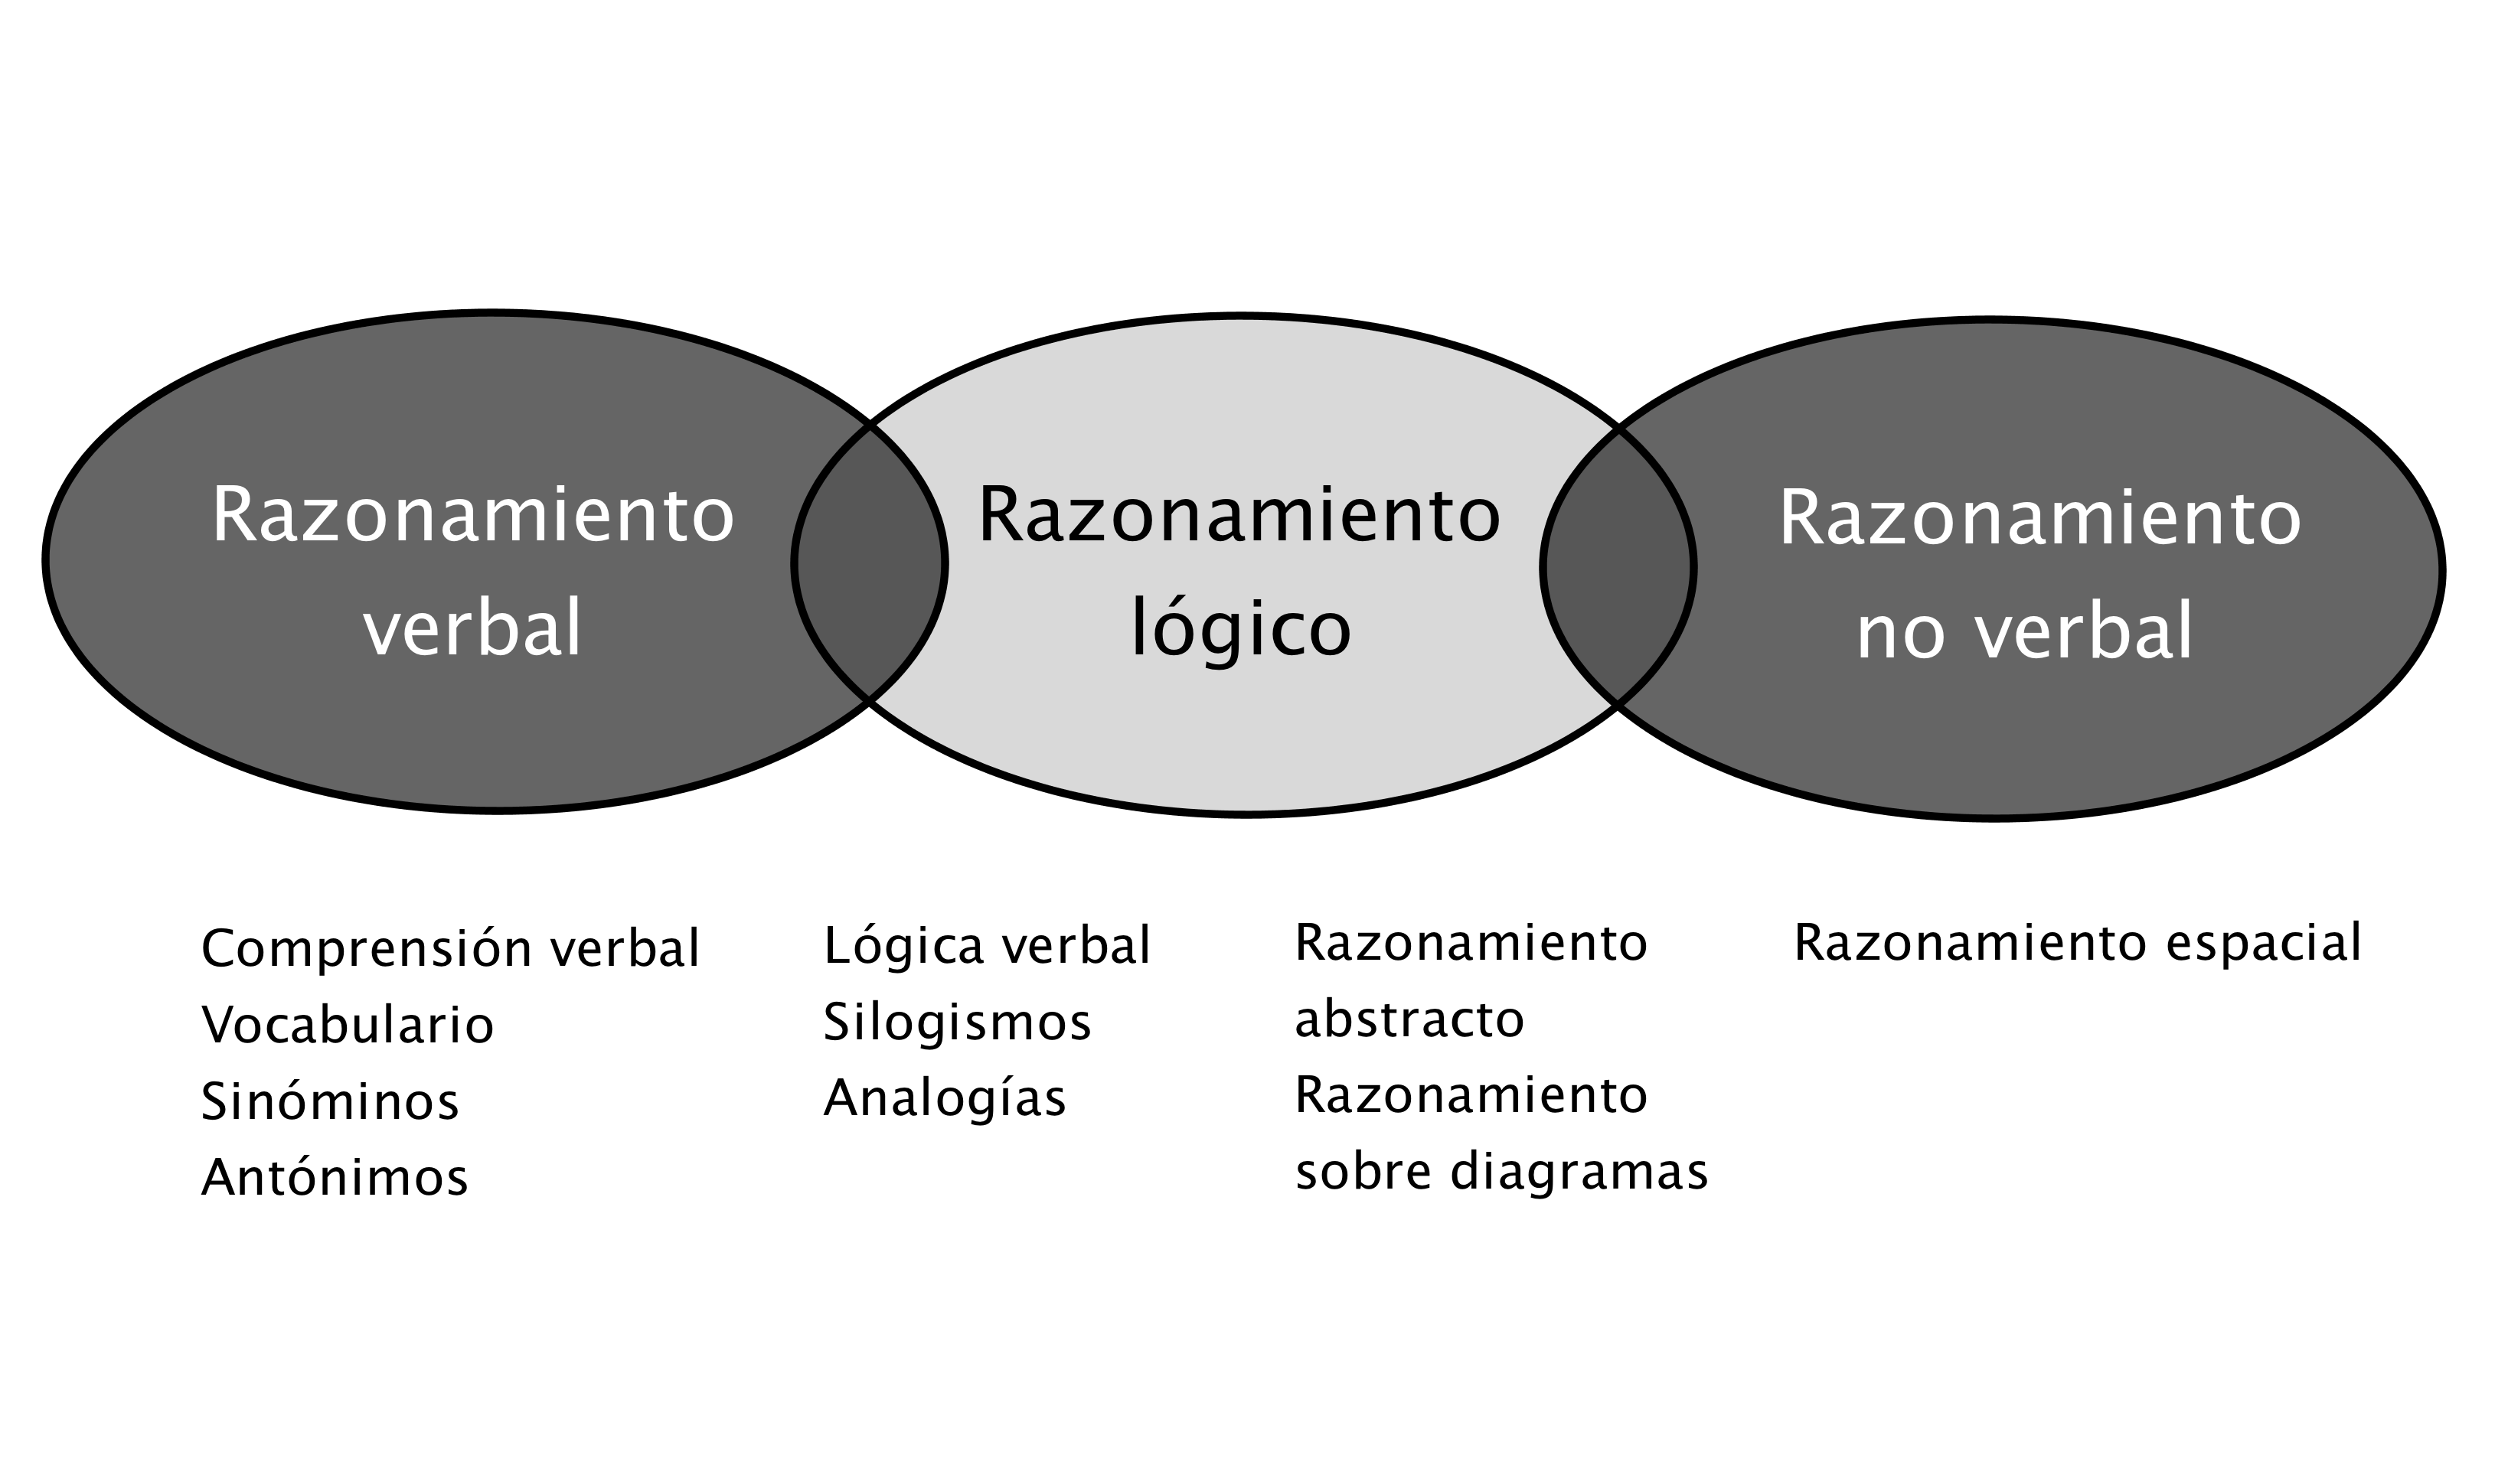 Razonamiento
verbal
Razonamiento
lógico
Razonamiento
no verbal
Comprensión verbal
Vocabulario
Sinóminos
Antónimos
Lógica verbal
Silogismos
Analogías
Razonamiento
abstracto
Razonamiento
sobre diagramas
Razonamiento espacial